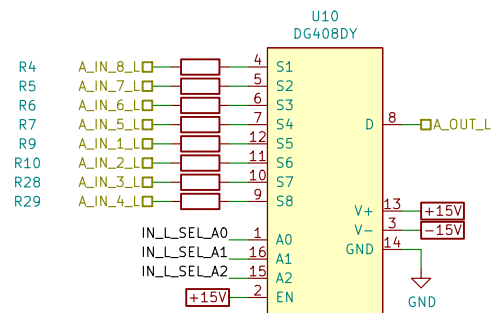 U10
DG408DY
R4 A_IN_8_L 4 S1
R5 A_IN_7_L 5 S2
R6 A_IN_6_L 6 S3
R7 A_IN_5_L 7 S4 D 8 A_OUT_L
R9 A_IN_1_L 12 S5
R10 A_IN_2_L 11 S6
R28 A_IN_3_L 10 S7
R29 A_IN_4_L 9 S8
V+ 13 +15V
V- 3 -15V
IN_L_SEL_A0 1 A0
GND 14
IN_L_SEL_A1 16 A1
IN_L_SEL_A2 15 A2
+15V 2 EN
GND